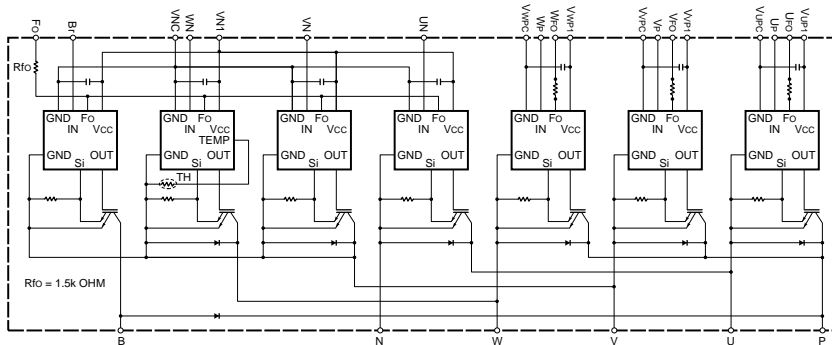 FO Br VNC WN VN1 VN UN VWPC WP WFO VWP1 VVPC VP VFO VVP1 VUPC UP UFO VUP1
RfO
GND FO GND FO GND FO GND FO GND FO GND FO GND FO
IN VCC IN VCC IN VCC IN VCC IN VCC IN VCC IN VCC
TEMP
GND OUT GND OUT GND OUT GND OUT GND OUT GND OUT GND OUT
Si Si Si Si Si Si Si
TH
RfO = 1.5k OHM
B N W V U P